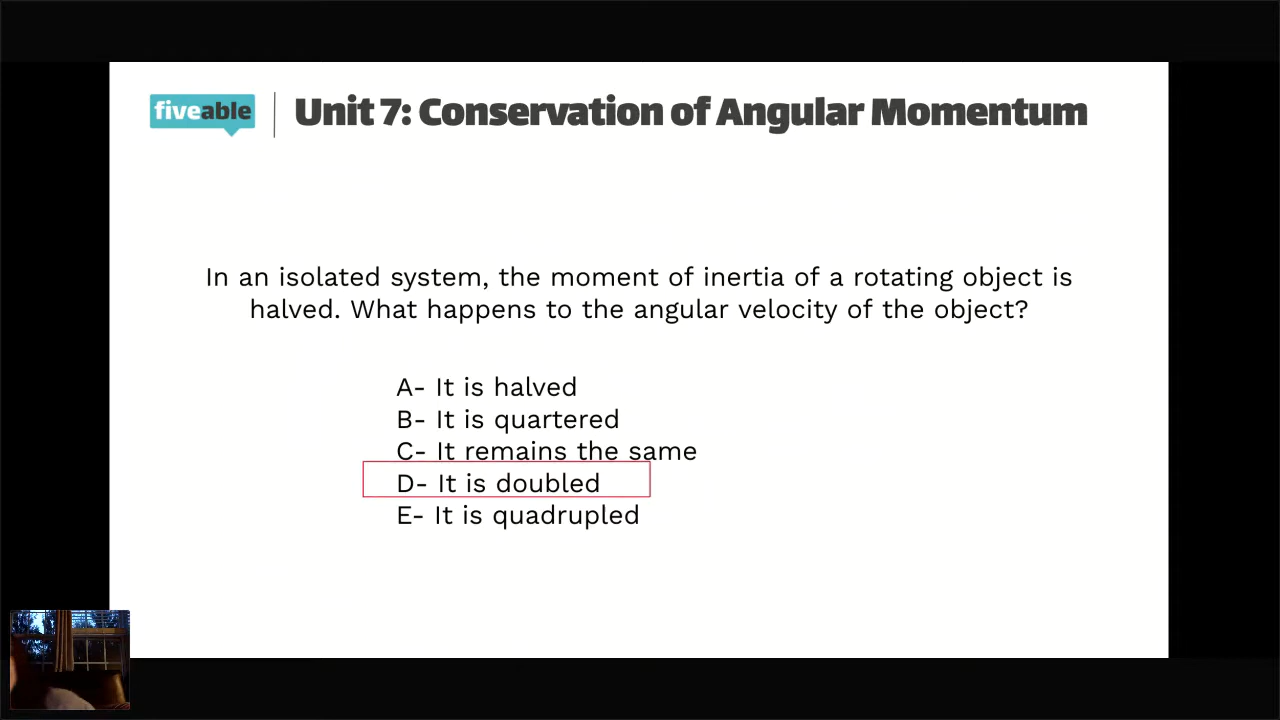 fiveable
Unit 7: Conservation of Angular Momentum
In an isolated system, the moment of inertia of a rotating object is
halved. What happens to the angular velocity of the object?
A- It is halved
B- It is quartered
C- It remains the same
D- It is doubled
E- It is quadrupled